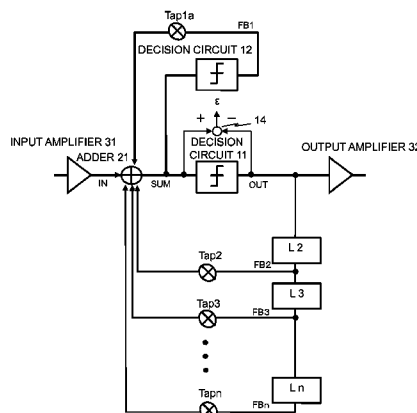 Tap1a
FB1
DECISION CIRCUIT 12
ε
+
−
14
INPUT AMPLIFIER 31
ADDER 21
DECISION
CIRCUIT 11
OUTPUT AMPLIFIER 32
IN
SUM
OUT
L 2
Tap2
FB2
L 3
Tap3
FB3
L n
Tapn
FBn